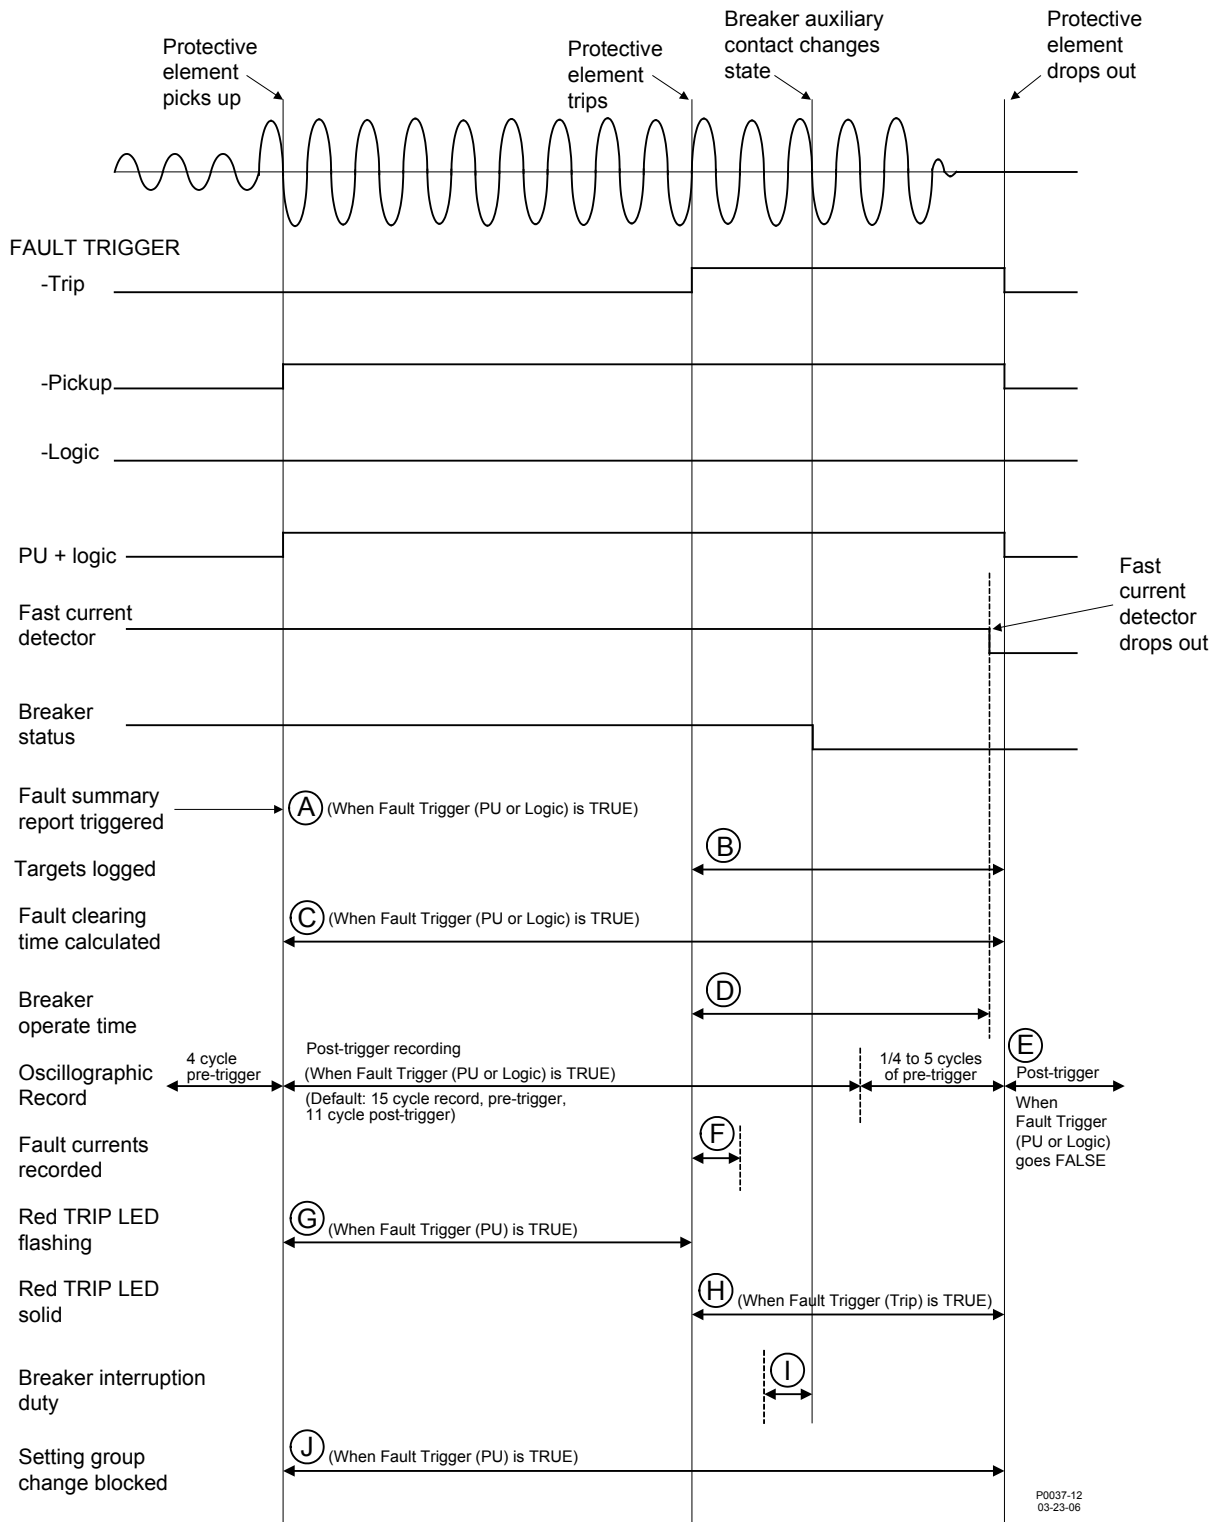 Protective
element
picks up
Protective
element
trips
Breaker auxiliary
contact changes
state
Protective
element
drops out
FAULT TRIGGER
-Trip
-Pickup
-Logic
PU + logic
Fast current
detector
Fast
current
detector
drops out
Breaker
status
Fault summary
report triggered
A (When Fault Trigger (PU or Logic) is TRUE)
Targets logged
B
Fault clearing
time calculated
C (When Fault Trigger (PU or Logic) is TRUE)
Breaker
operate time
D
Oscillographic
Record
4 cycle
pre-trigger
Post-trigger recording
(When Fault Trigger (PU or Logic) is TRUE)
(Default: 15 cycle record, pre-trigger,
11 cycle post-trigger)
1/4 to 5 cycles
of pre-trigger
E
Post-trigger
When
Fault Trigger
(PU or Logic)
goes FALSE
Fault currents
recorded
F
Red TRIP LED
flashing
G (When Fault Trigger (PU) is TRUE)
Red TRIP LED
solid
H (When Fault Trigger (Trip) is TRUE)
Breaker interruption
duty
I
Setting group
change blocked
J (When Fault Trigger (PU) is TRUE)
P0037-12
03-23-06